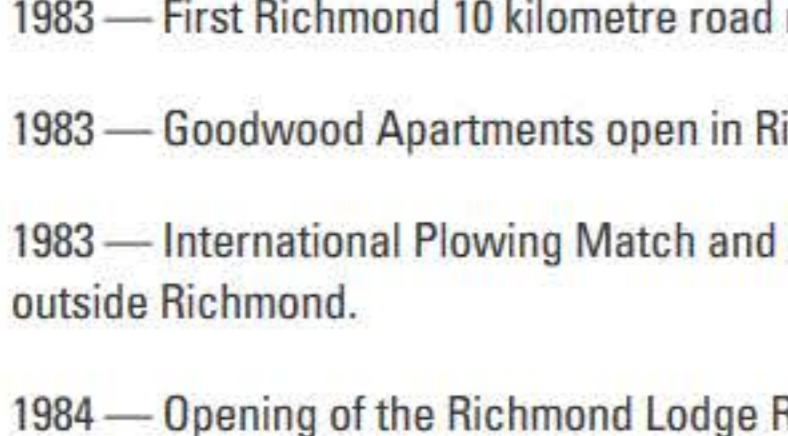 1983 — First Richmond 10 kilometre road
1983 — Goodwood Apartments open in
1983 — International Plowing Match and
outside Richmond.
1984 — Opening of the Richmond Lodge